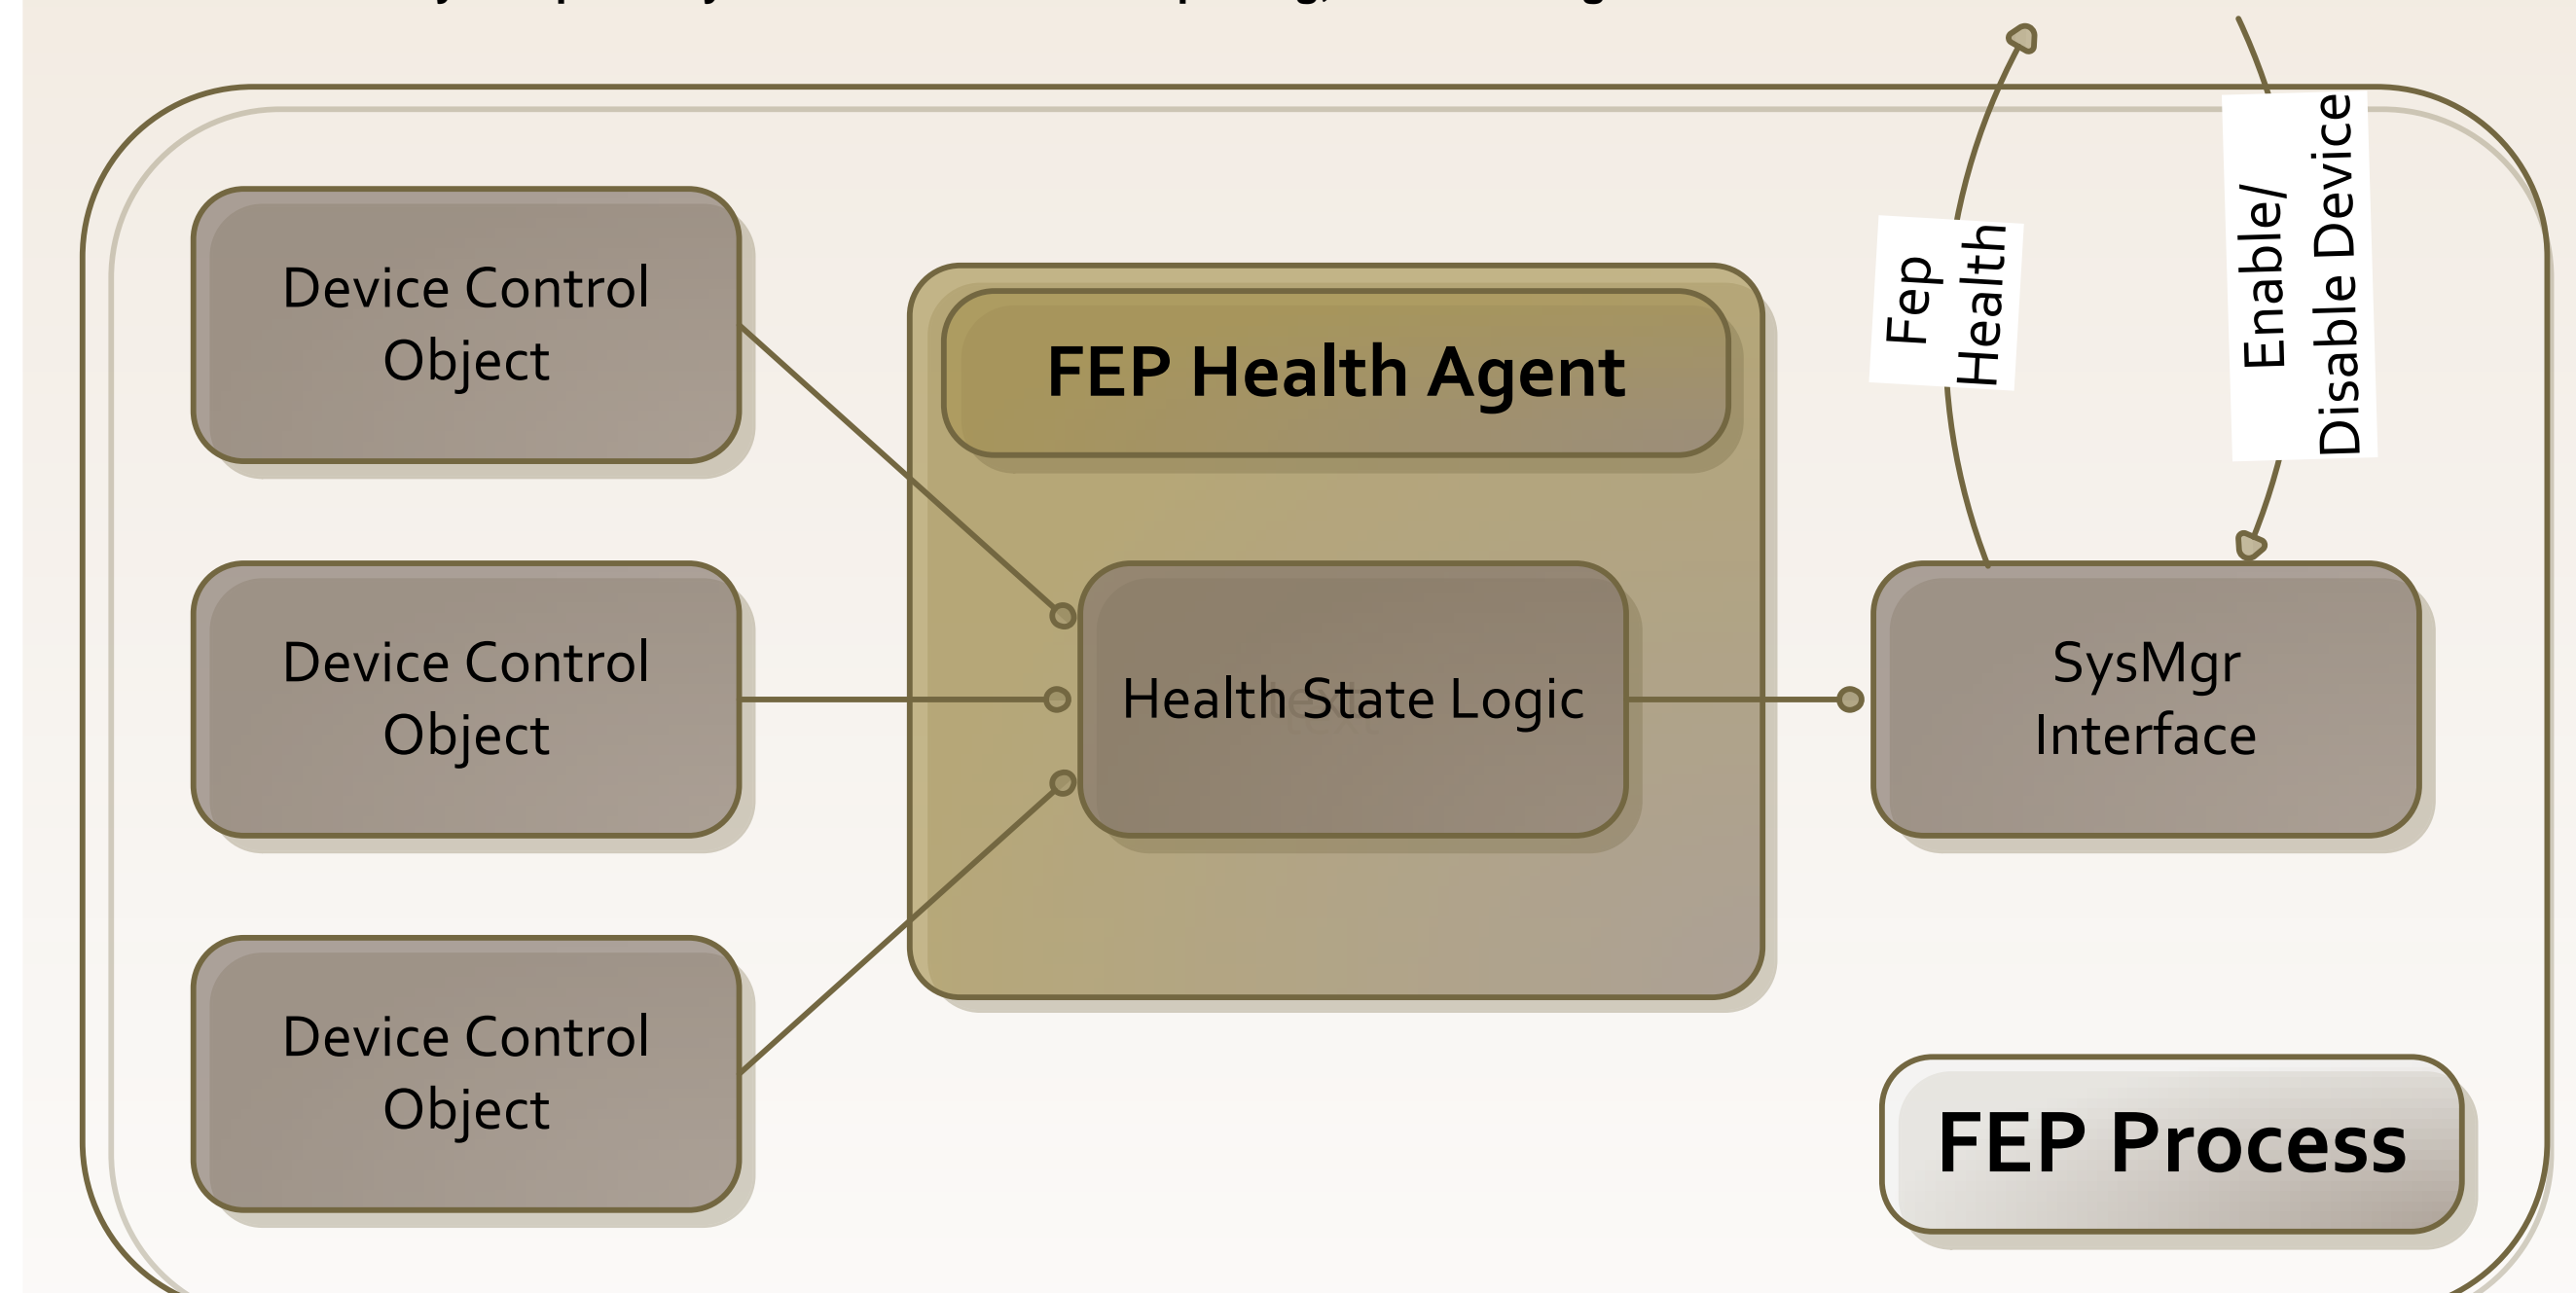 Device Control
Object
FEP Health Agent
Fep
Health
Enable/
Disable Device
Device Control
Object
Health State Logic
text
SysMgr
Interface
Device Control
Object
FEP Process